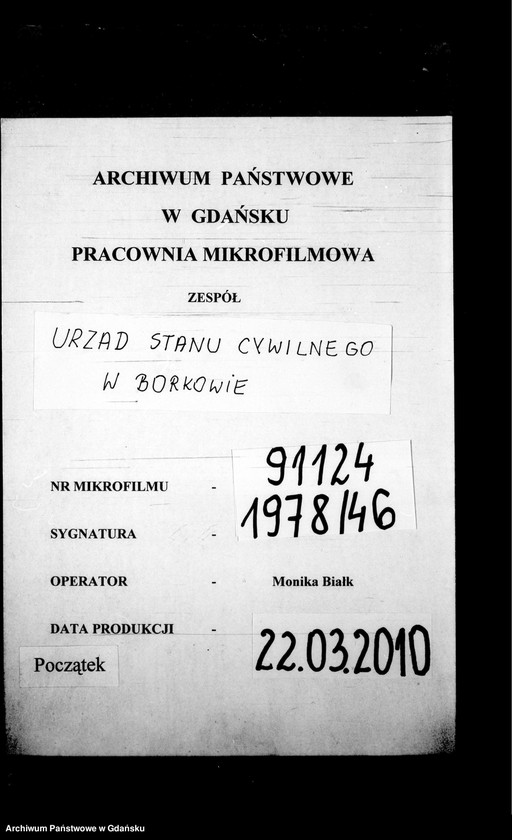 ARCHIWUM PAŃSTWOWE
W GDAŃSKU
PRACOWNIA MIKROFILMOWA
ZESPÓŁ
URZAD STANU CYWILNEGO
W BORKOWIE
NR MIKROFILMU - 91124
SYGNATURA - 1978/46
OPERATOR - Monika Białk
DATA PRODUKCJI - 22.03.2010
Początek
Archiwum Państwowe w Gdańsku